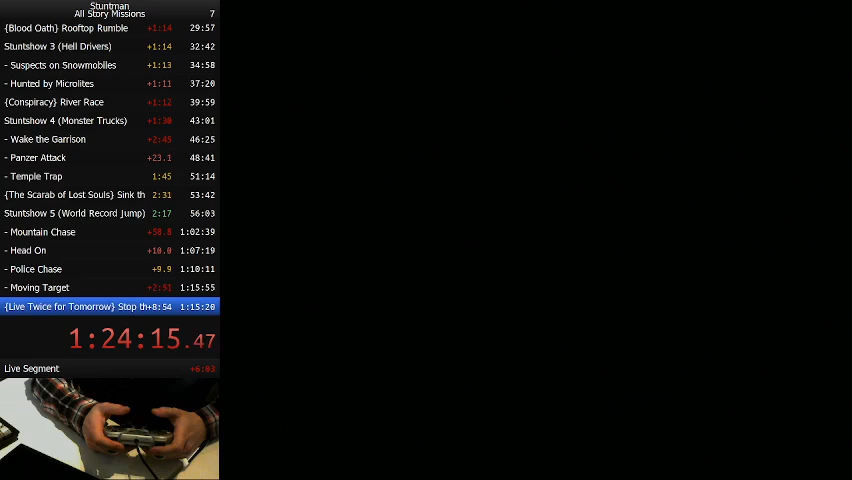 Stuntman
All Story Missions 7
{Blood Oath} Rooftop Rumble +1:14 29:57
Stuntshow 3 (Hell Drivers) +1:14 32:42
- Suspects on Snowmobiles +1:13 34:58
- Hunted by Microlites +1:11 37:20
{Conspiracy} River Race +1:12 39:59
Stuntshow 4 (Monster Trucks) +1:30 43:01
- Wake the Garrison +2:45 46:25
- Panzer Attack +23.1 48:41
- Temple Trap 1:45 51:14
{The Scarab of Lost Souls} Sink th 2:31 53:42
Stuntshow 5 (World Record Jump) 2:17 56:03
- Mountain Chase +58.8 1:02:39
- Head On +10.0 1:07:19
- Police Chase +9.9 1:10:11
- Moving Target +2:51 1:15:55
{Live Twice for Tomorrow} Stop th +8:54 1:15:20
1:24:15.47
Live Segment +6:03